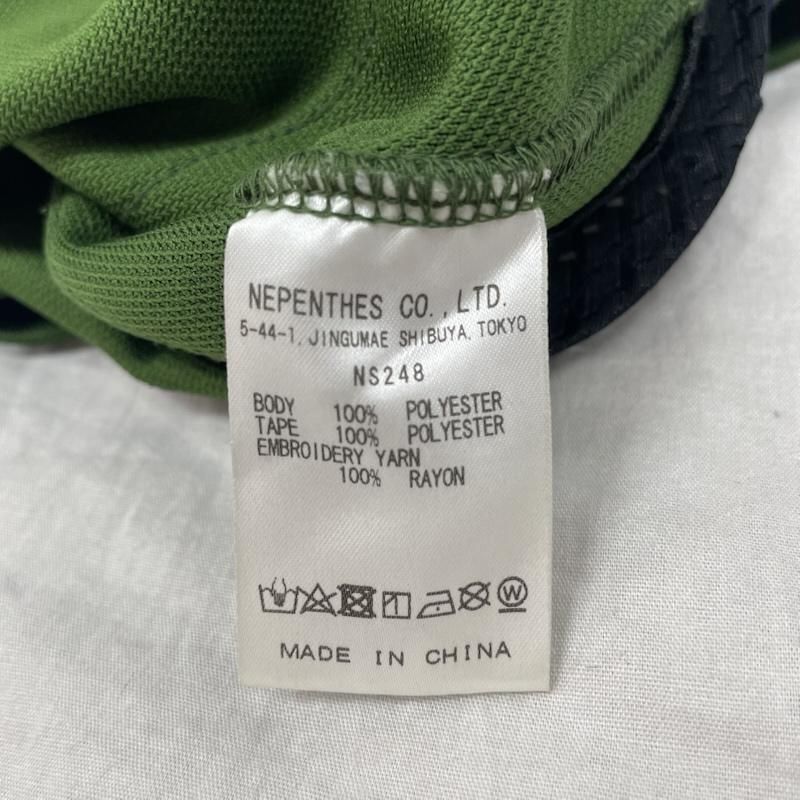 NEPENTHES CO., LTD.
5-44-1, JINGUMAE SHIBUYA, TOKYO
NS248
BODY 100% POLYESTER
TAPE 100% POLYESTER
EMBROIDERY YARN
100% RAYON
W
MADE IN CHINA